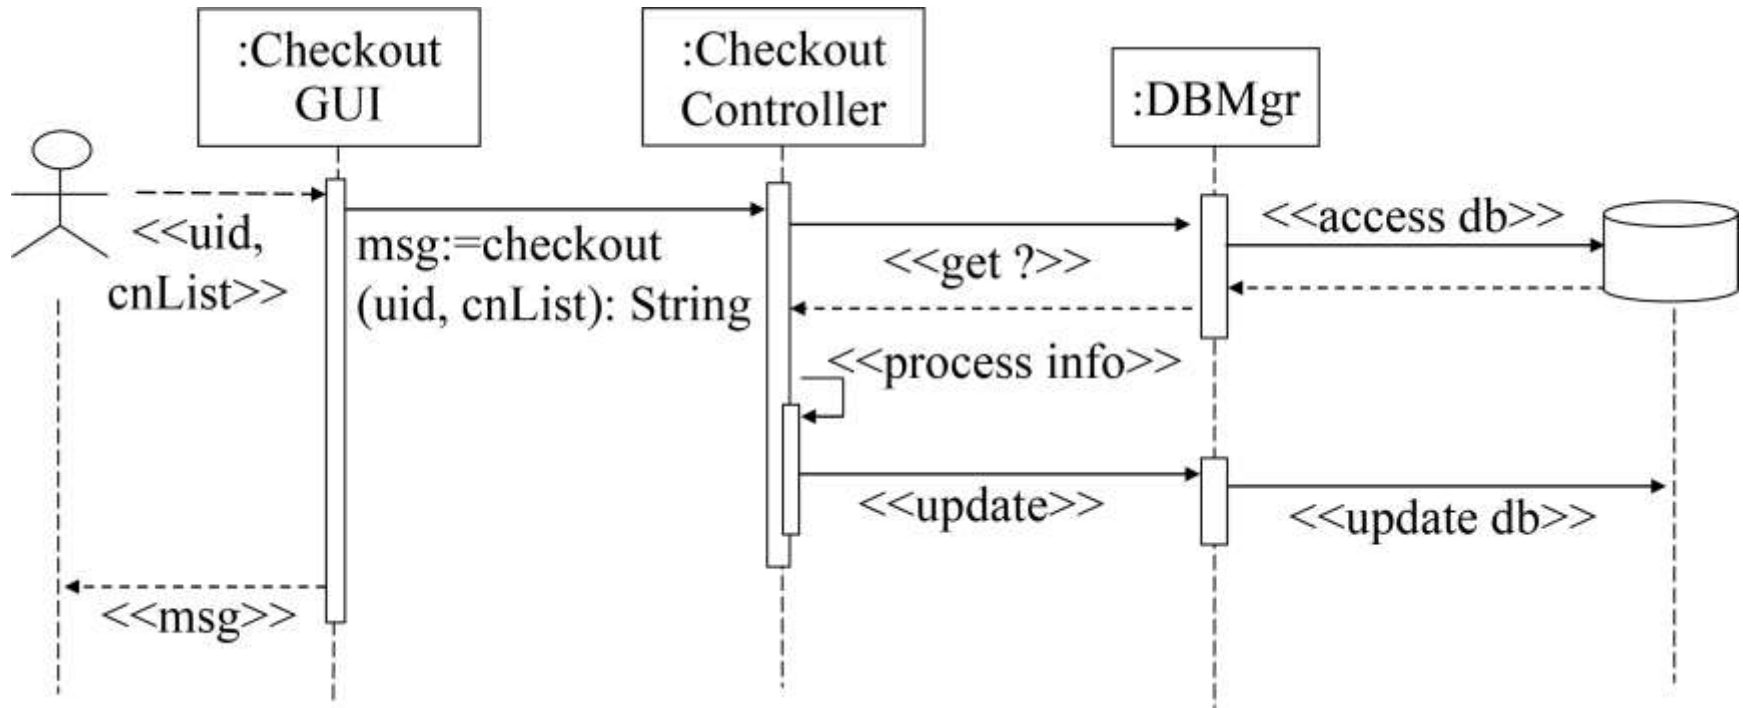 :Checkout
GUI
:Checkout
Controller
:DBMgr
<<uid,
cnList>>
msg:=checkout
(uid, cnList): String
<<get ?>>
<<access db>>
<<process info>>
<<update>>
<<update db>>
<<msg>>